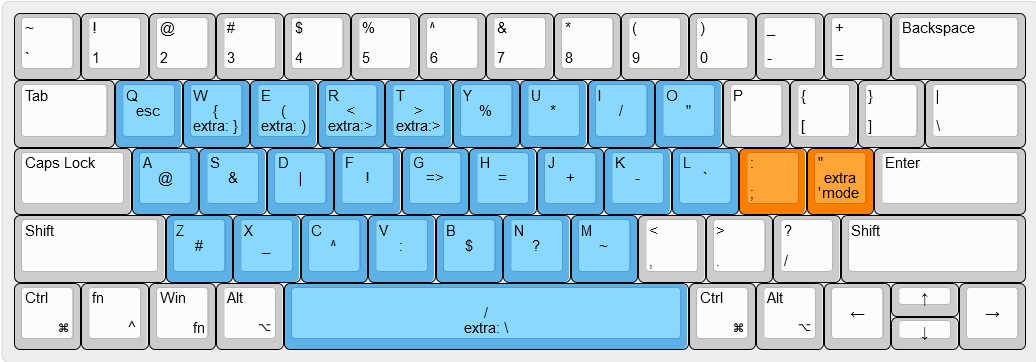 ~ ! @ # $ % ^ & * ( ) _ + Backspace
` 1 2 3 4 5 6 7 8 9 0 - =
Tab Q W E R T Y U I O P { } |
esc { ( < > % * / " [ ] \
extra: } extra: ) extra:> extra:>
Caps Lock A S D F G H J K L : " Enter
@ & | ! => = + - ` extra
; 'mode
Shift Z X C V B N M < > ? Shift
# _ ^ : $ ? ~ , . /
Ctrl fn Win Alt / Ctrl Alt ← ↑ →
⌘ ^ fn ⌥ extra: \ ⌘ ⌥ ↓